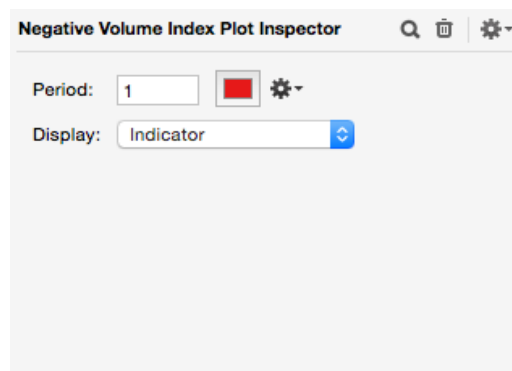 Negative Volume Index Plot Inspector
Period: 1
Display: Indicator